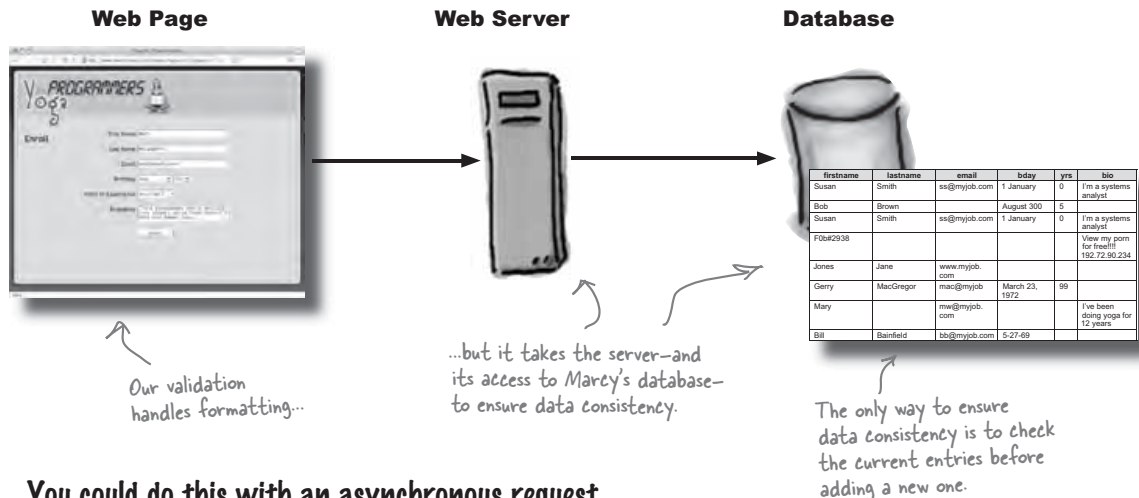 Web Page
Web Server
Database
Yoga PROGRAMMERS
Enroll
firstname lastname email bday yrs bio
Susan Smith ss@myjob.com 1 January 0 I'm a systems
analyst
Bob Brown August 300 5
Susan Smith ss@myjob.com 1 January 0 I'm a systems
analyst
F0b#2938 View my porn
for free!!!!
192.72.90.234
Jones Jane www.myjob.
com
Gerry MacGregor mac@myjob March 23,
1972 99
Mary mw@myjob.
com I've been
doing yoga for
12 years
Bill Bainfield bb@myjob.com 5-27-69
Our validation
handles formatting...
...but it takes the server–and
its access to Marcy's database–
to ensure data consistency.
The only way to ensure
data consistency is to check
the current entries before
adding a new one.
You could do this with an asynchronous request